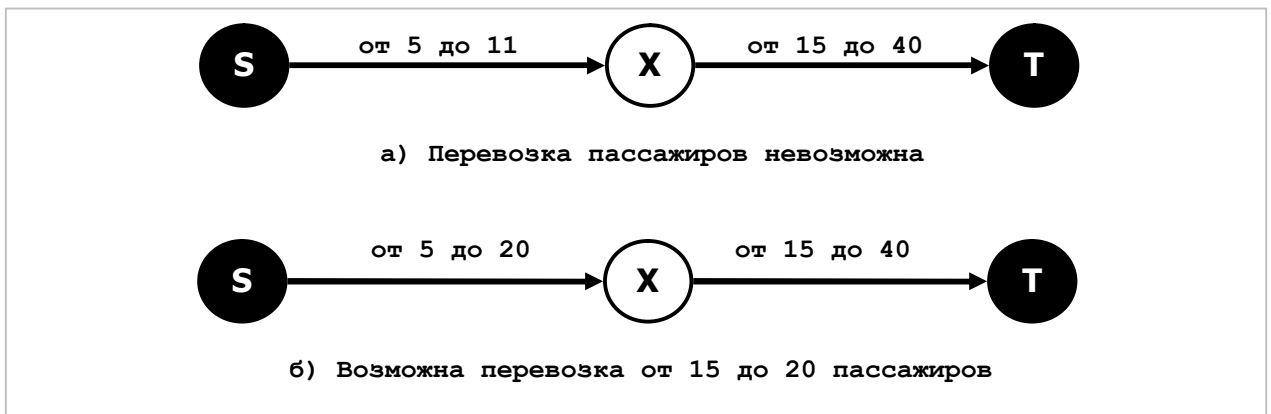 от 5 до 11 от 15 до 40
S X T
а) Перевозка пассажиров невозможна
от 5 до 20 от 15 до 40
S X T
б) Возможна перевозка от 15 до 20 пассажиров